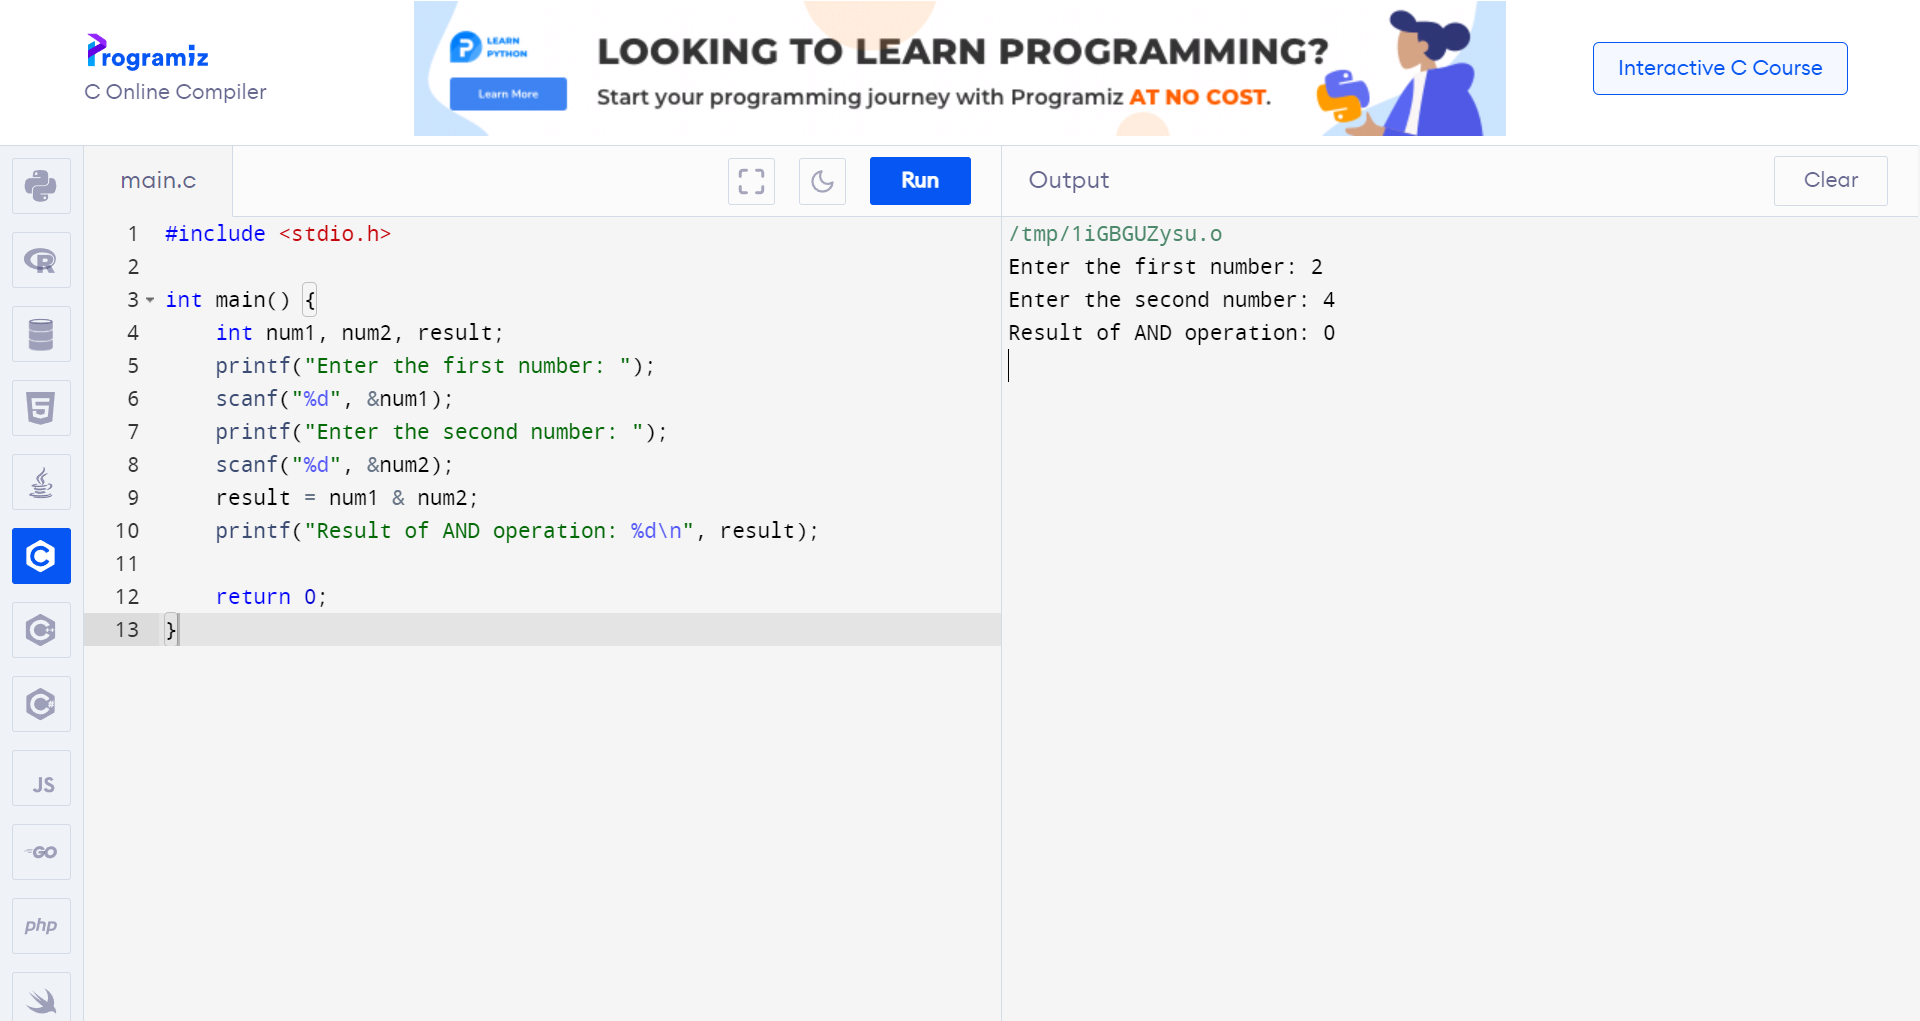 Programiz
C Online Compiler
LEARN
PYTHON
Learn More
LOOKING TO LEARN PROGRAMMING?
Start your programming journey with Programiz AT NO COST.
Interactive C Course
main.c
Run
Output
Clear
1 #include <stdio.h>
2
3 int main() {
4     int num1, num2, result;
5     printf("Enter the first number: ");
6     scanf("%d", &num1);
7     printf("Enter the second number: ");
8     scanf("%d", &num2);
9     result = num1 & num2;
10     printf("Result of AND operation: %d\n", result);
11
12     return 0;
13 }
/tmp/1iGBGUZysu.o
Enter the first number: 2
Enter the second number: 4
Result of AND operation: 0
R
5
C
C++
C#
JS
GO
php